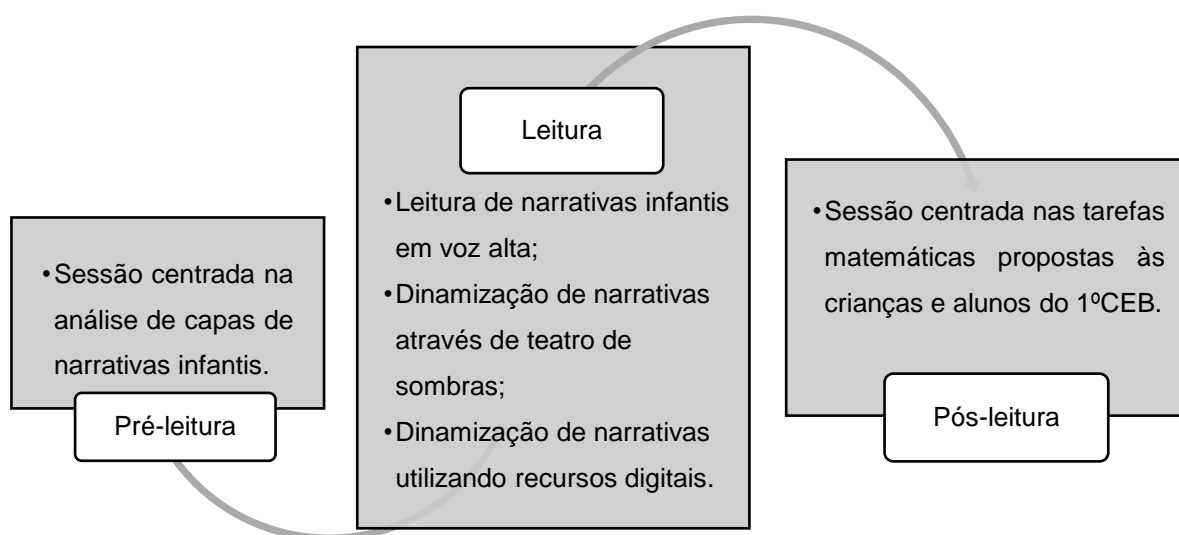 •Sessão centrada na
análise de capas de
narrativas infantis.
Pré-leitura
Leitura
•Leitura de narrativas infantis
em voz alta;
•Dinamização de narrativas
através de teatro de
sombras;
•Dinamização de narrativas
utilizando recursos digitais.
•Sessão centrada nas tarefas
matemáticas propostas às
crianças e alunos do 1ºCEB.
Pós-leitura